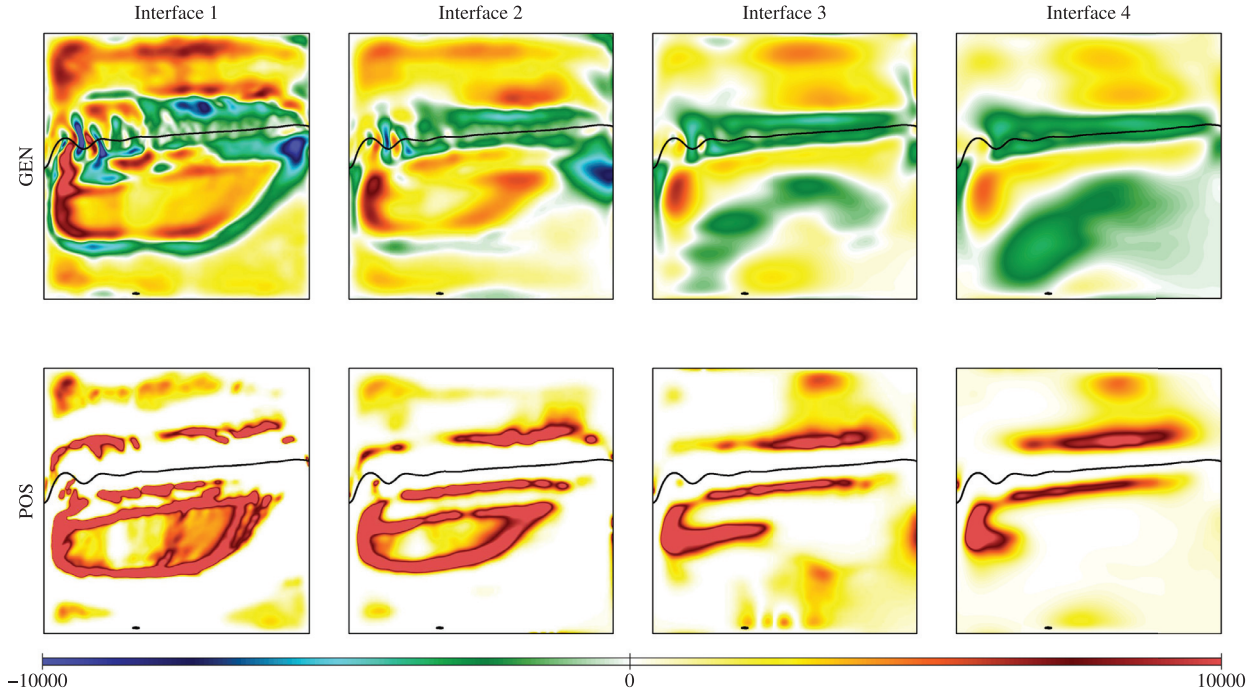 Interface 1
Interface 2
Interface 3
Interface 4
GEN
POS
−10000
0
10000